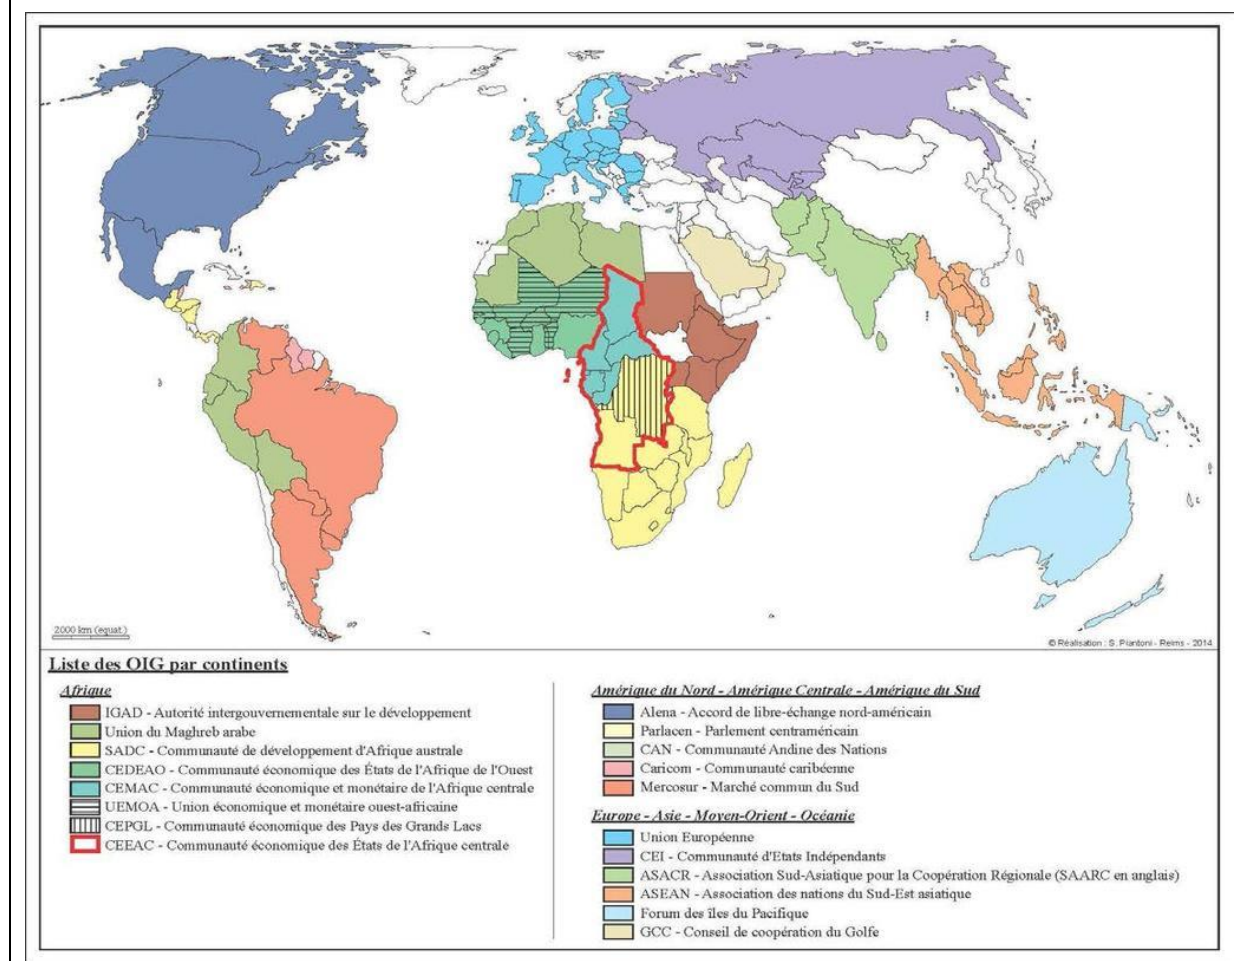 2000 km (equat.)
© Réalisation : S. Piantoni - Reims - 2014
Liste des OIG par continents
Afrique
IGAD - Autorité intergouvernementale sur le développement
Union du Maghreb arabe
SADC - Communauté de développement d'Afrique australe
CEDEAO - Communauté économique des États de l'Afrique de l'Ouest
CEMAC - Communauté économique et monétaire de l'Afrique centrale
UEMOA - Union économique et monétaire ouest-africaine
CEPGL - Communauté économique des Pays des Grands Lacs
CEEAC - Communauté économique des États de l'Afrique centrale
Amérique du Nord - Amérique Centrale - Amérique du Sud
Alena - Accord de libre-échange nord-américain
Parlacen - Parlement centraméricain
CAN - Communauté Andine des Nations
Caricom - Communauté caribéenne
Mercosur - Marché commun du Sud
Europe - Asie - Moyen-Orient - Océanie
Union Européenne
CEI - Communauté d'Etats Indépendants
ASACR - Association Sud-Asiatique pour la Coopération Régionale (SAARC en anglais)
ASEAN - Association des nations du Sud-Est asiatique
Forum des îles du Pacifique
GCC - Conseil de coopération du Golfe